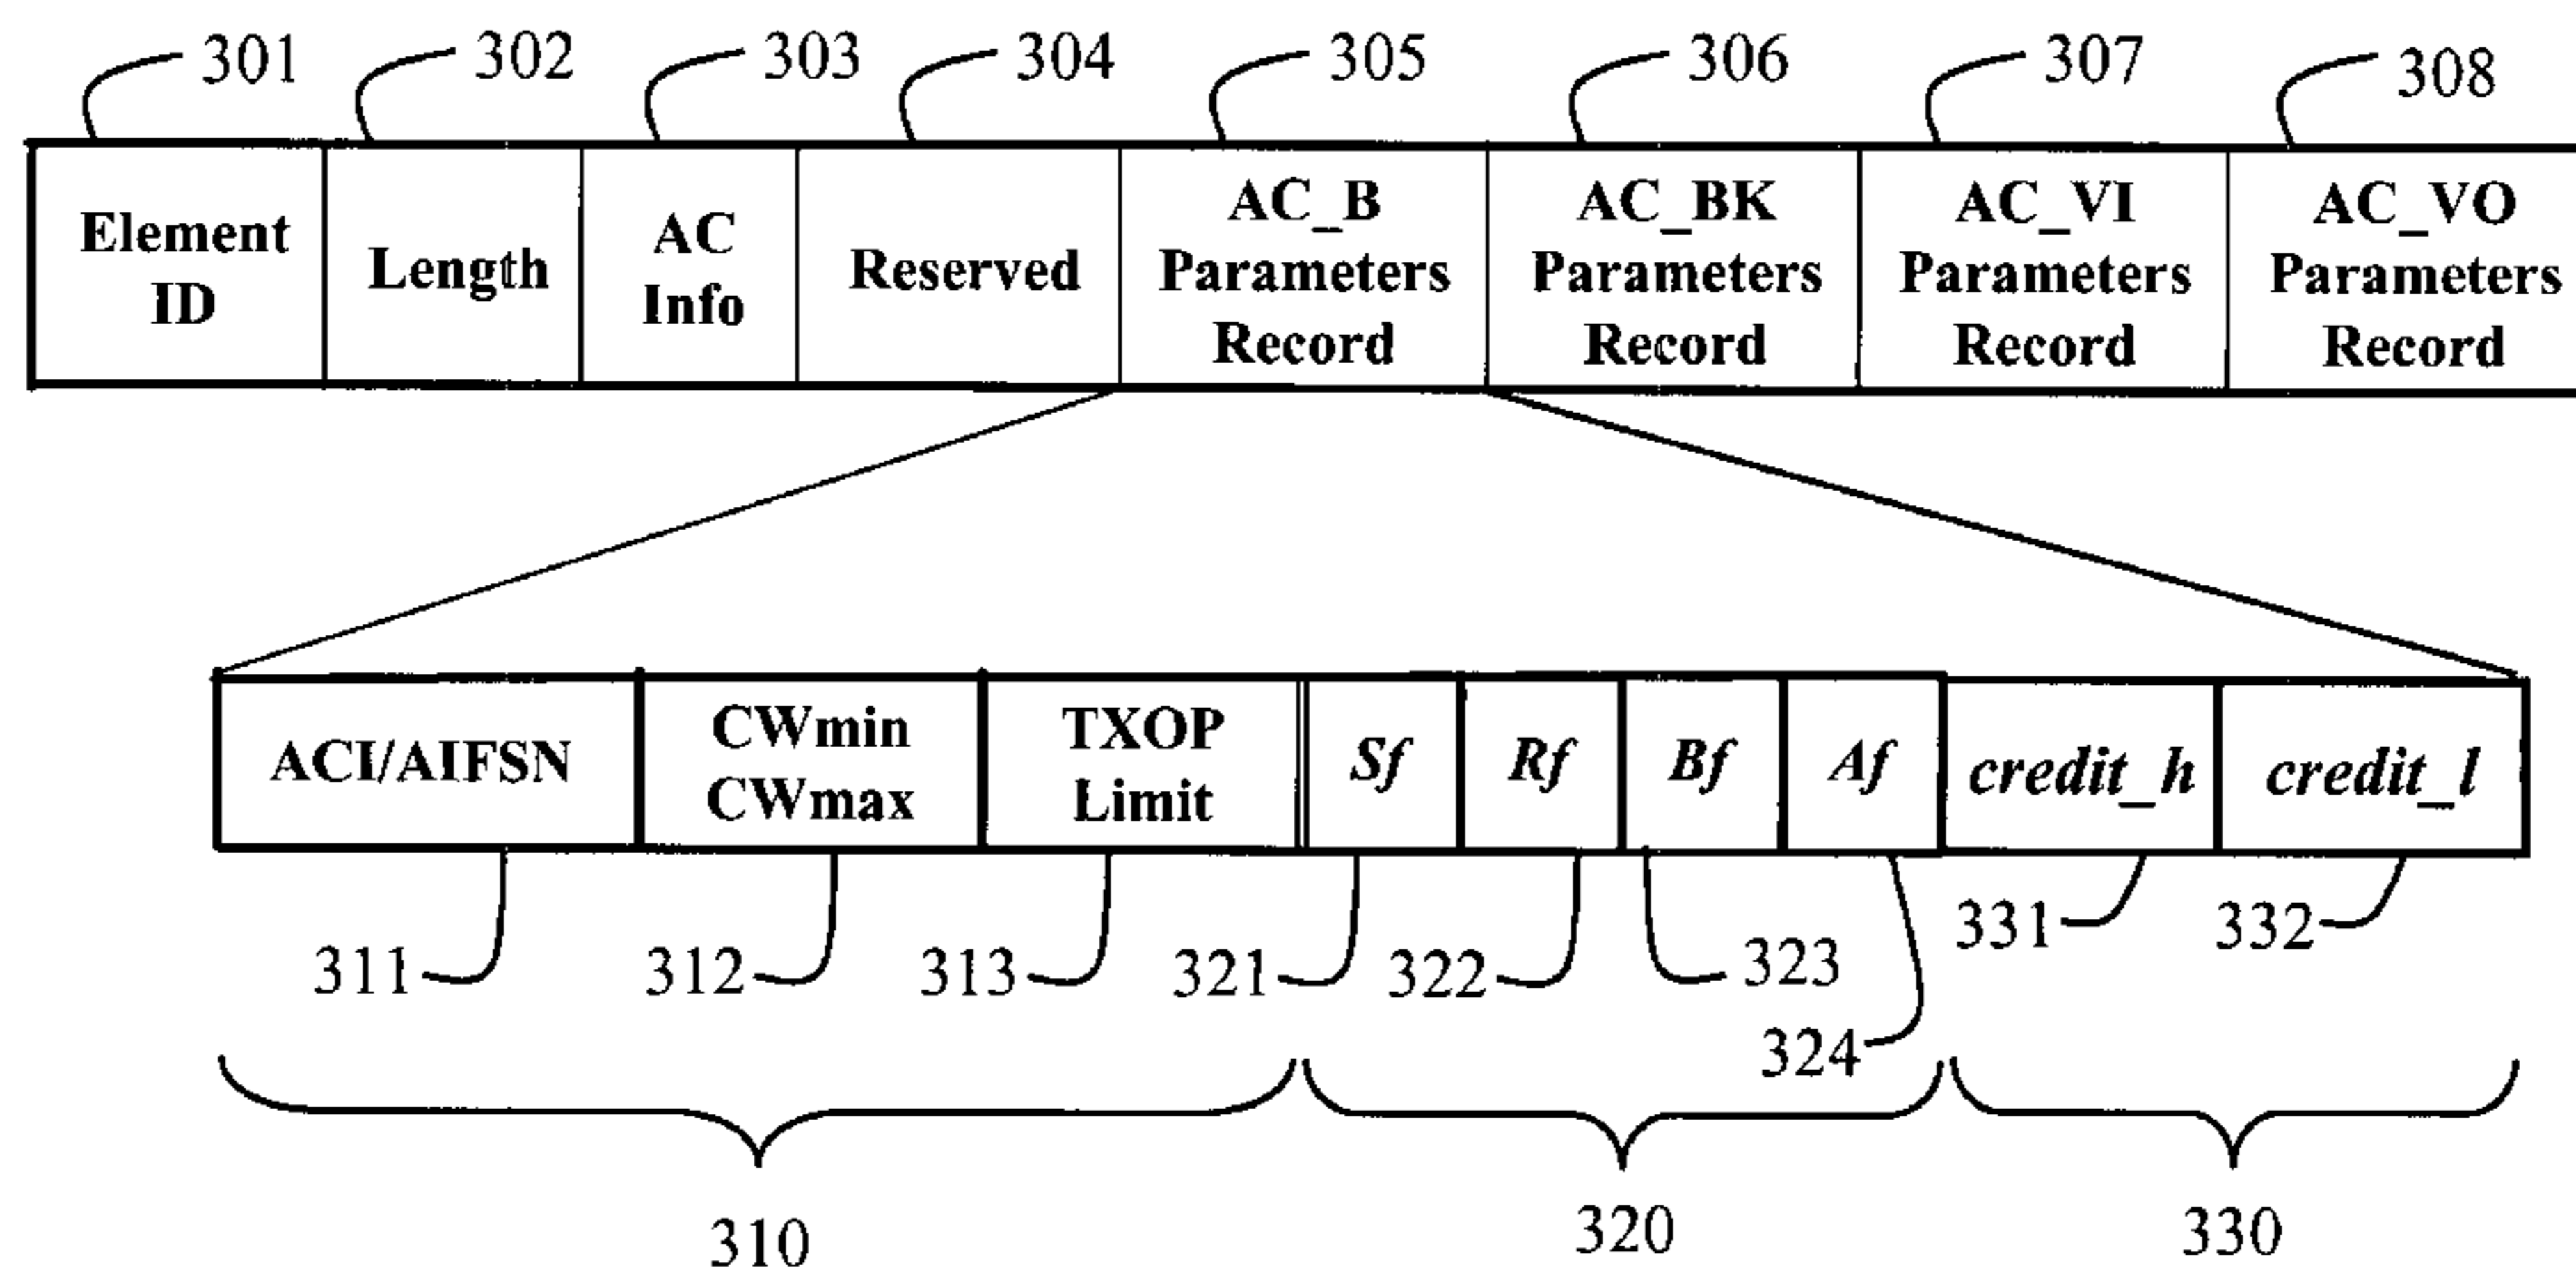 301 302 303 304 305 306 307 308
Element
ID
Length
AC
Info
Reserved
AC_B
Parameters
Record
AC_BK
Parameters
Record
AC_VI
Parameters
Record
AC_VO
Parameters
Record
ACI/AIFSN
CWmin
CWmax
TXOP
Limit
Sf
Rf
Bf
Af
credit_h
credit_l
311 312 313 321 322 323 324 331 332
310 320 330